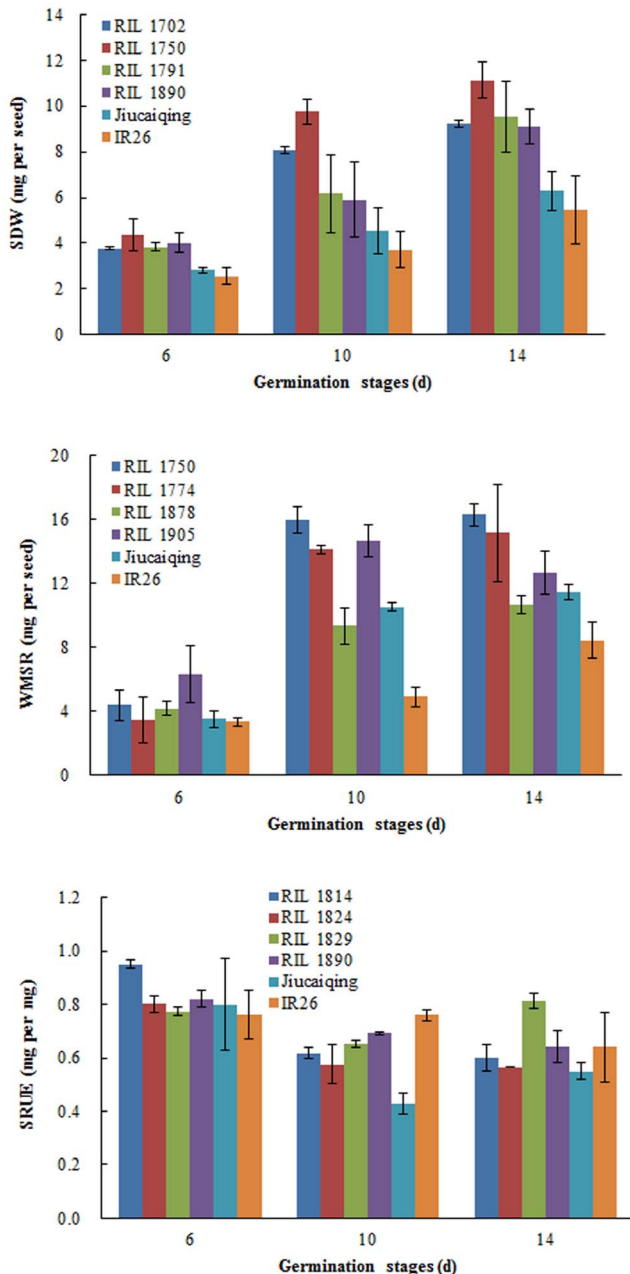 14
12
10
8
6
4
2
0
SDW (mg per seed)
RIL 1702
RIL 1750
RIL 1791
RIL 1890
Jiucaiqing
IR26
6 10 14
Germination stages (d)
20
16
12
8
4
0
WMSR (mg per seed)
RIL 1750
RIL 1774
RIL 1878
RIL 1905
Jiucaiqing
IR26
6 10 14
Germination stages (d)
1.2
1.0
0.8
0.6
0.4
0.2
0.0
SRUE (mg per mg)
RIL 1814
RIL 1824
RIL 1829
RIL 1890
Jiucaiqing
IR26
6 10 14
Germination stages (d)